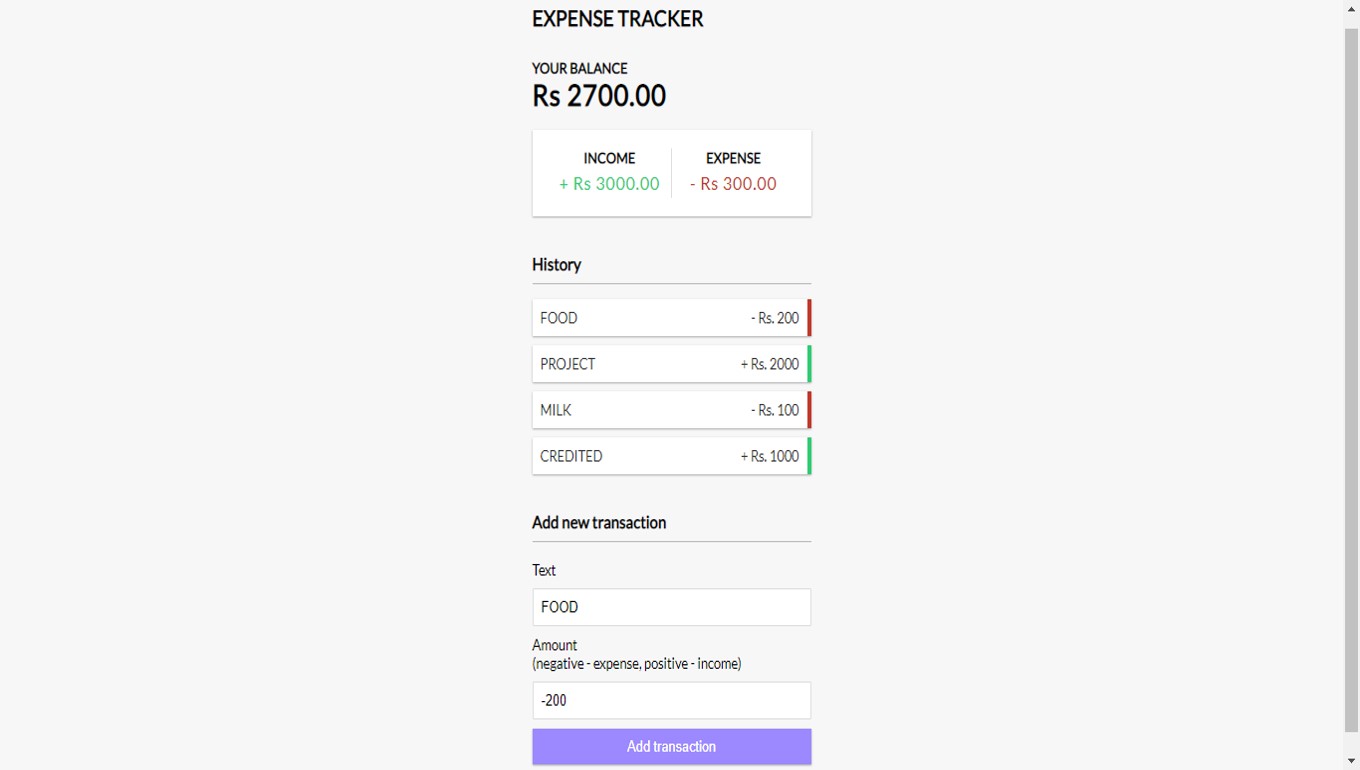 EXPENSE TRACKER
YOUR BALANCE
Rs 2700.00
INCOME EXPENSE
+ Rs 3000.00 - Rs 300.00
History
FOOD - Rs. 200
PROJECT + Rs. 2000
MILK - Rs. 100
CREDITED + Rs. 1000
Add new transaction
Text
FOOD
Amount
(negative - expense, positive - income)
-200
Add transaction